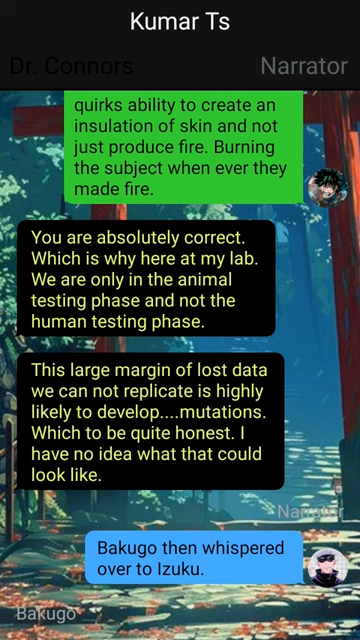 Kumar Ts
Dr. Connors
Narrator
quirks ability to create an
insulation of skin and not
just produce fire. Burning
the subject when ever they
made fire.
You are absolutely correct.
Which is why here at my lab.
We are only in the animal
testing phase and not the
human testing phase.
This large margin of lost data
we can not replicate is highly
likely to develop....mutations.
Which to be quite honest. I
have no idea what that could
look like.
Narrator
Bakugo then whispered
over to Izuku.
Bakugo